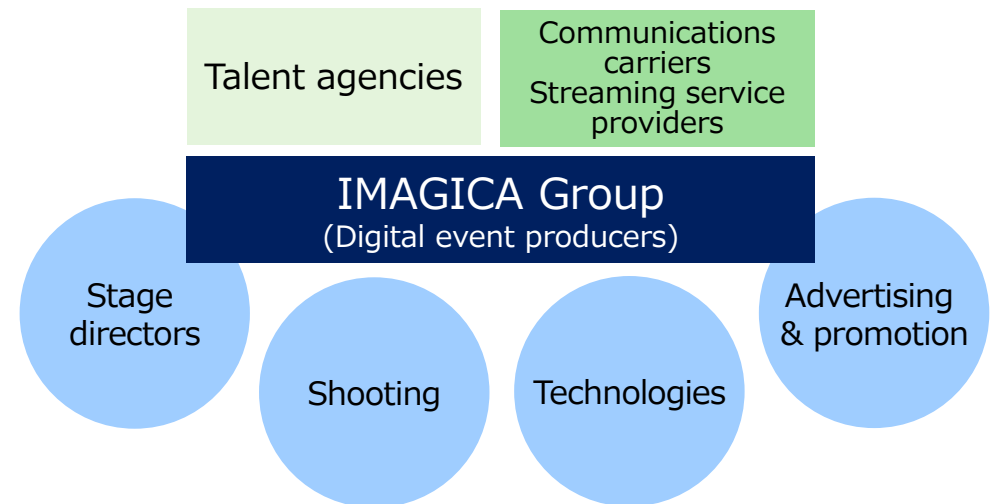 Talent agencies
Communications
carriers
Streaming service
providers
IMAGICA Group
(Digital event producers)
Stage
directors
Shooting
Technologies
Advertising
& promotion